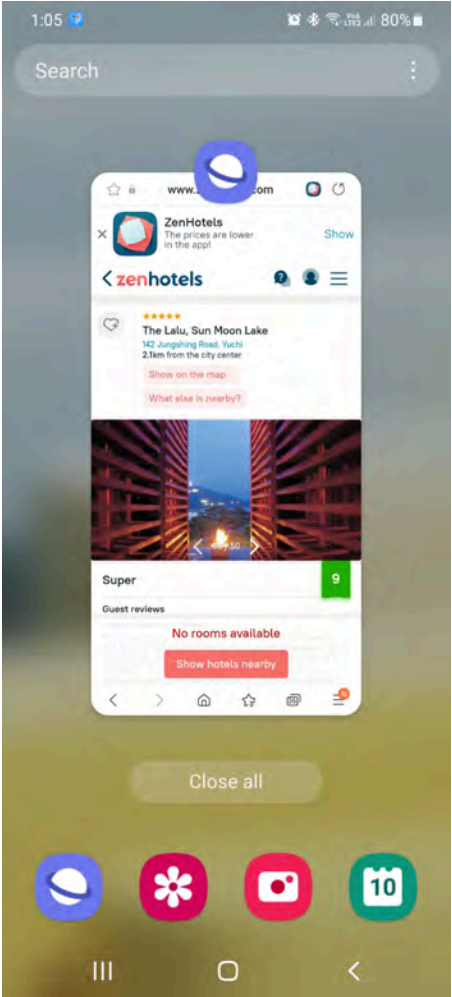 1:05
LTE2 80%
Search
ZenHotels
The prices are lower
in the app!
Show
zenhotels
The Lalu, Sun Moon Lake
142 Jungshing Road, Yuchi
2.1km from the city center
Show on the map
What else is nearby?
Super
9
Guest reviews
No rooms available
Show hotels nearby
N
Close all
10